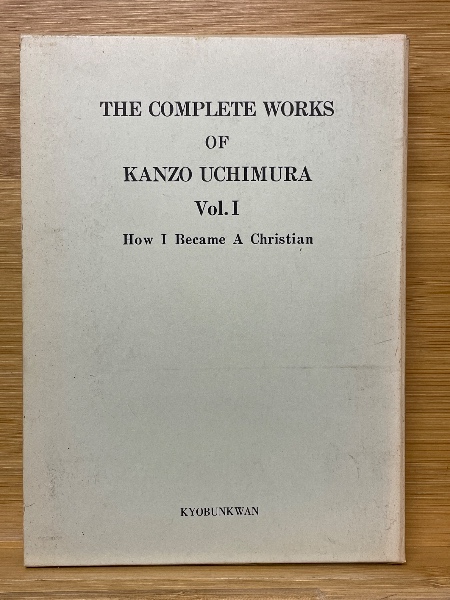 THE COMPLETE WORKS
OF
KANZO UCHIMURA
Vol. I
How I Became A Christian
KYOBUNKWAN